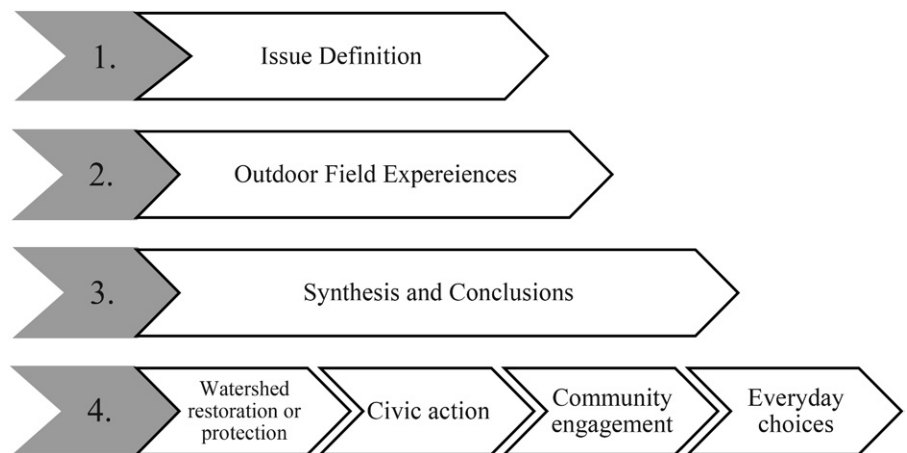 1.
Issue Definition
2.
Outdoor Field Expereiences
3.
Synthesis and Conclusions
4.
Watershed
restoration or
protection
Civic action
Community
engagement
Everyday
choices